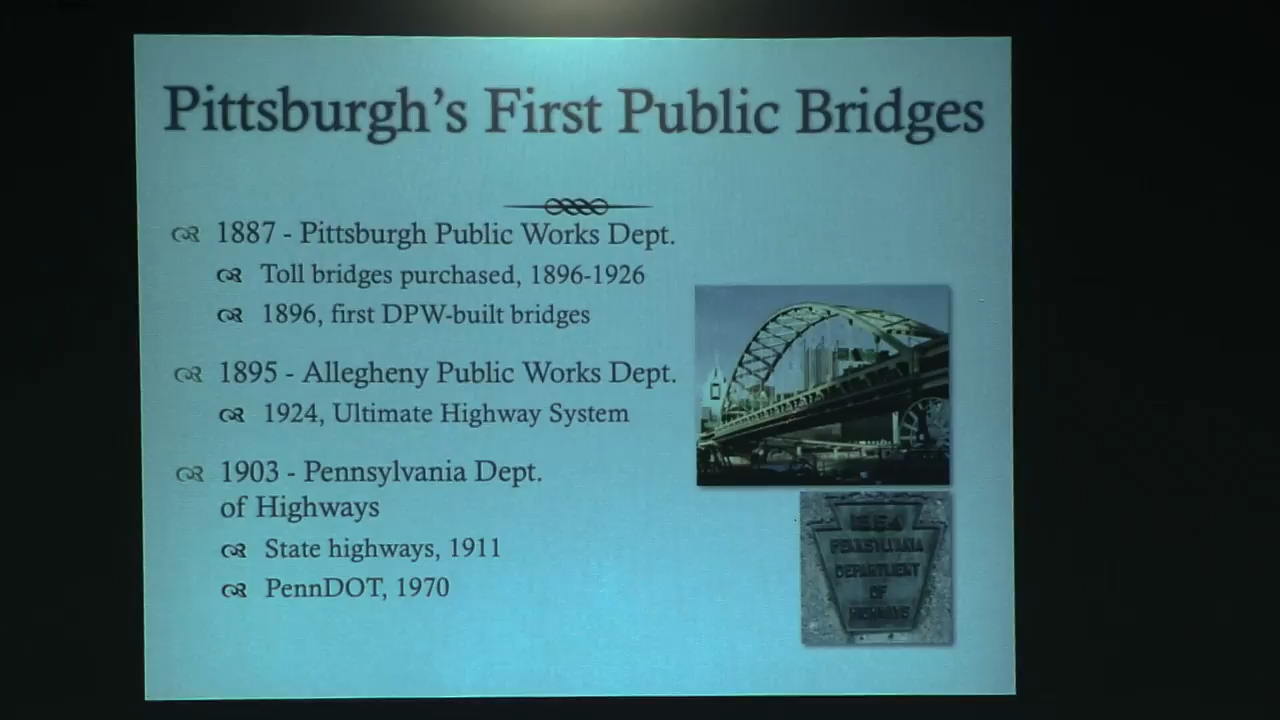 Pittsburgh's First Public Bridges
1887 - Pittsburgh Public Works Dept.
Toll bridges purchased, 1896-1926
1896, first DPW-built bridges
1895 - Allegheny Public Works Dept.
1924, Ultimate Highway System
1903 - Pennsylvania Dept.
of Highways
State highways, 1911
PennDOT, 1970
PENNSYLVANIA
DEPARTMENT
OF
HIGHWAYS